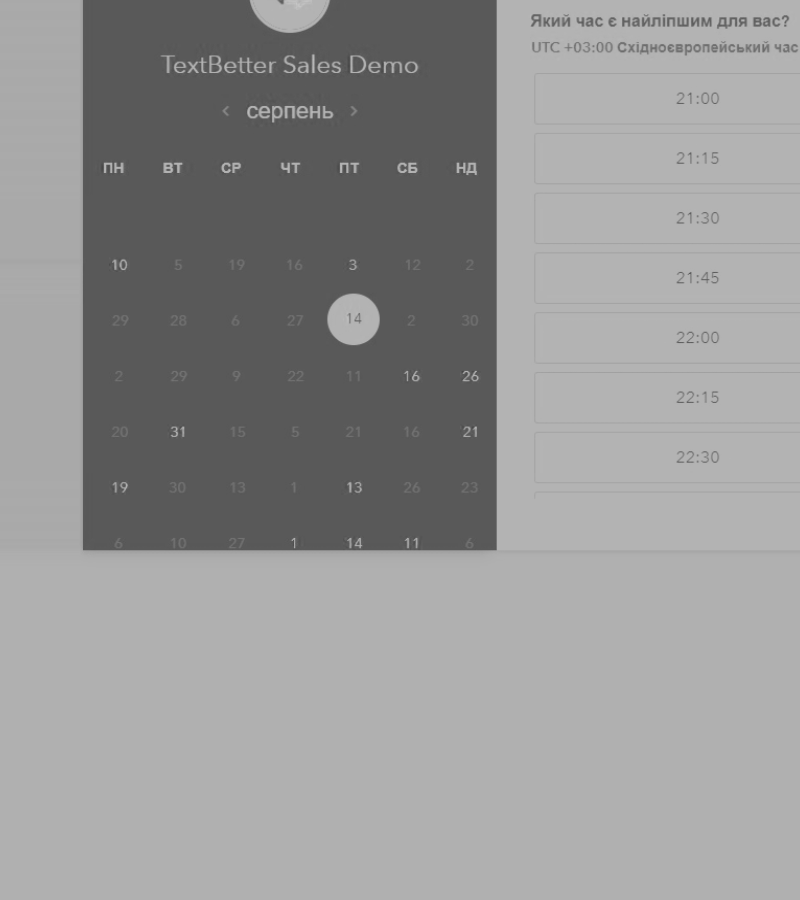 TextBetter Sales Demo
‹ серпень ›
ПН ВТ СР ЧТ ПТ СБ НД
10 5 19 16 3 12 2
29 28 6 27 14 2 30
2 29 9 22 11 16 26
20 31 15 5 21 16 21
19 30 13 1 13 26 23
6 10 27 1 14 11 6
Який час є найліпшим для вас?
UTC +03:00 Східноєвропейський час
21:00
21:15
21:30
21:45
22:00
22:15
22:30